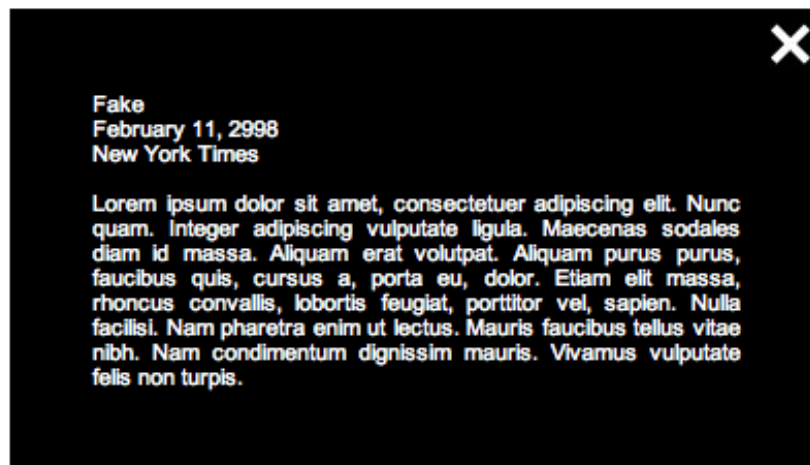 Fake
February 11, 2998
New York Times
Lorem ipsum dolor sit amet, consectetuer adipiscing elit. Nunc
quam. Integer adipiscing vulputate ligula. Maecenas sodales
diam id massa. Aliquam erat volutpat. Aliquam purus purus,
faucibus quis, cursus a, porta eu, dolor. Etiam elit massa,
rhoncus convallis, lobortis feugiat, porttitor vel, sapien. Nulla
facilisi. Nam pharetra enim ut lectus. Mauris faucibus tellus vitae
nibh. Nam condimentum dignissim mauris. Vivamus vulputate
felis non turpis.